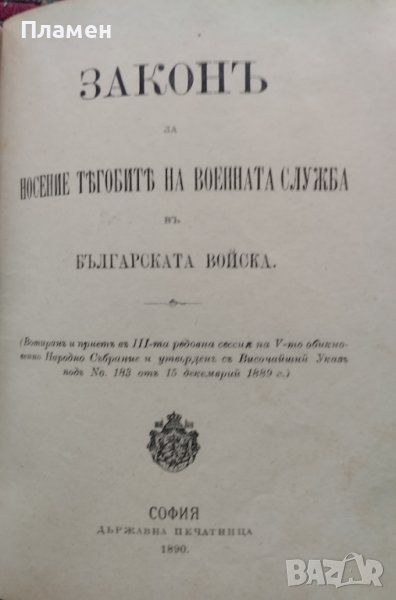 Пламен
ЗАКОНЪ
ЗА
НОСЕНИЕ ТѢГОБИТѢ НА ВОЕННАТА СЛУЖБА
ВЪ
БЪЛГАРСКАТА ВОЙСКА.
(Вотиранъ и приетъ въ III-та редовна сессия на V-то обикно-
венно Народно Събрание и утвърденъ съ Височайший Указъ
подъ No. 183 отъ 15 декемврий 1889 г.)
СОФИЯ
ДЪРЖАВНА ПЕЧАТНИЦА
1890.
BAZAR